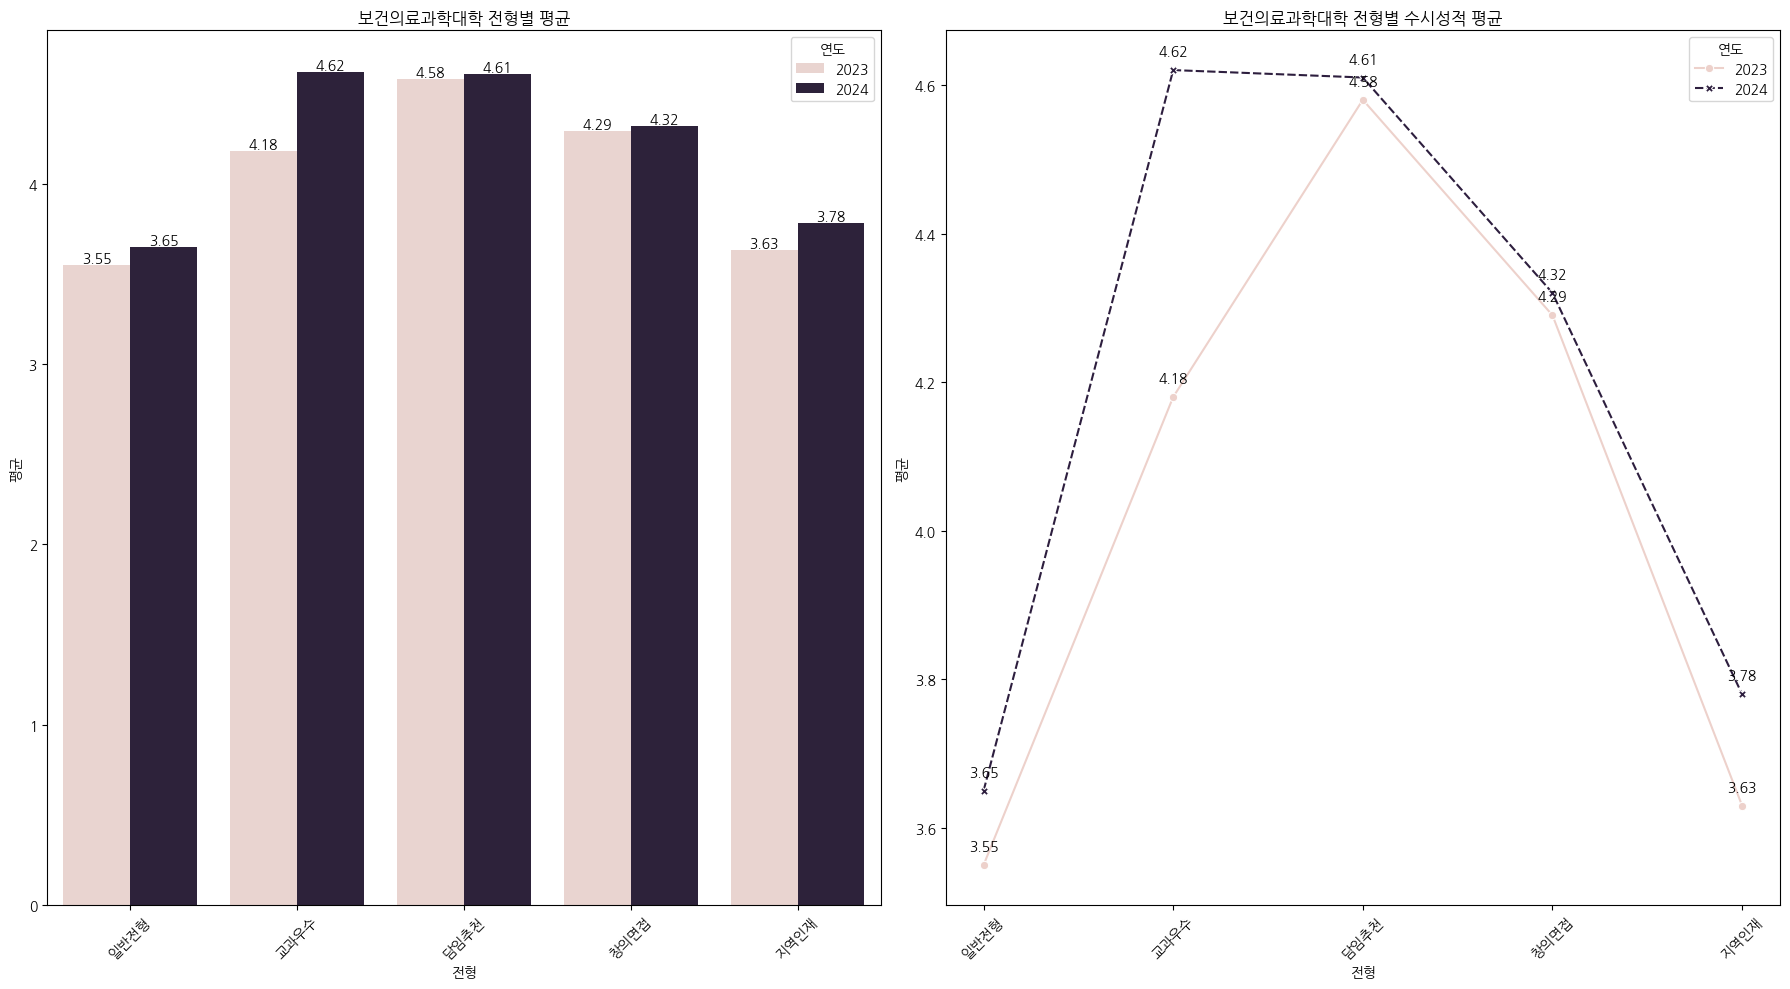 보건의료과학대학 전형별 평균
연도
2023
2024
3.55
3.65
4.18
4.62
4.58
4.61
4.29
4.32
3.63
3.78
4
3
2
1
0
평균
일반전형
교과우수
담임추천
창의면접
지역인재
전형
보건의료과학대학 전형별 수시성적 평균
연도
2023
2024
4.62
4.61
4.58
4.18
4.32
4.29
3.65
3.55
3.78
3.63
4.6
4.4
4.2
4.0
3.8
3.6
평균
일반전형
교과우수
담임추천
창의면접
지역인재
전형